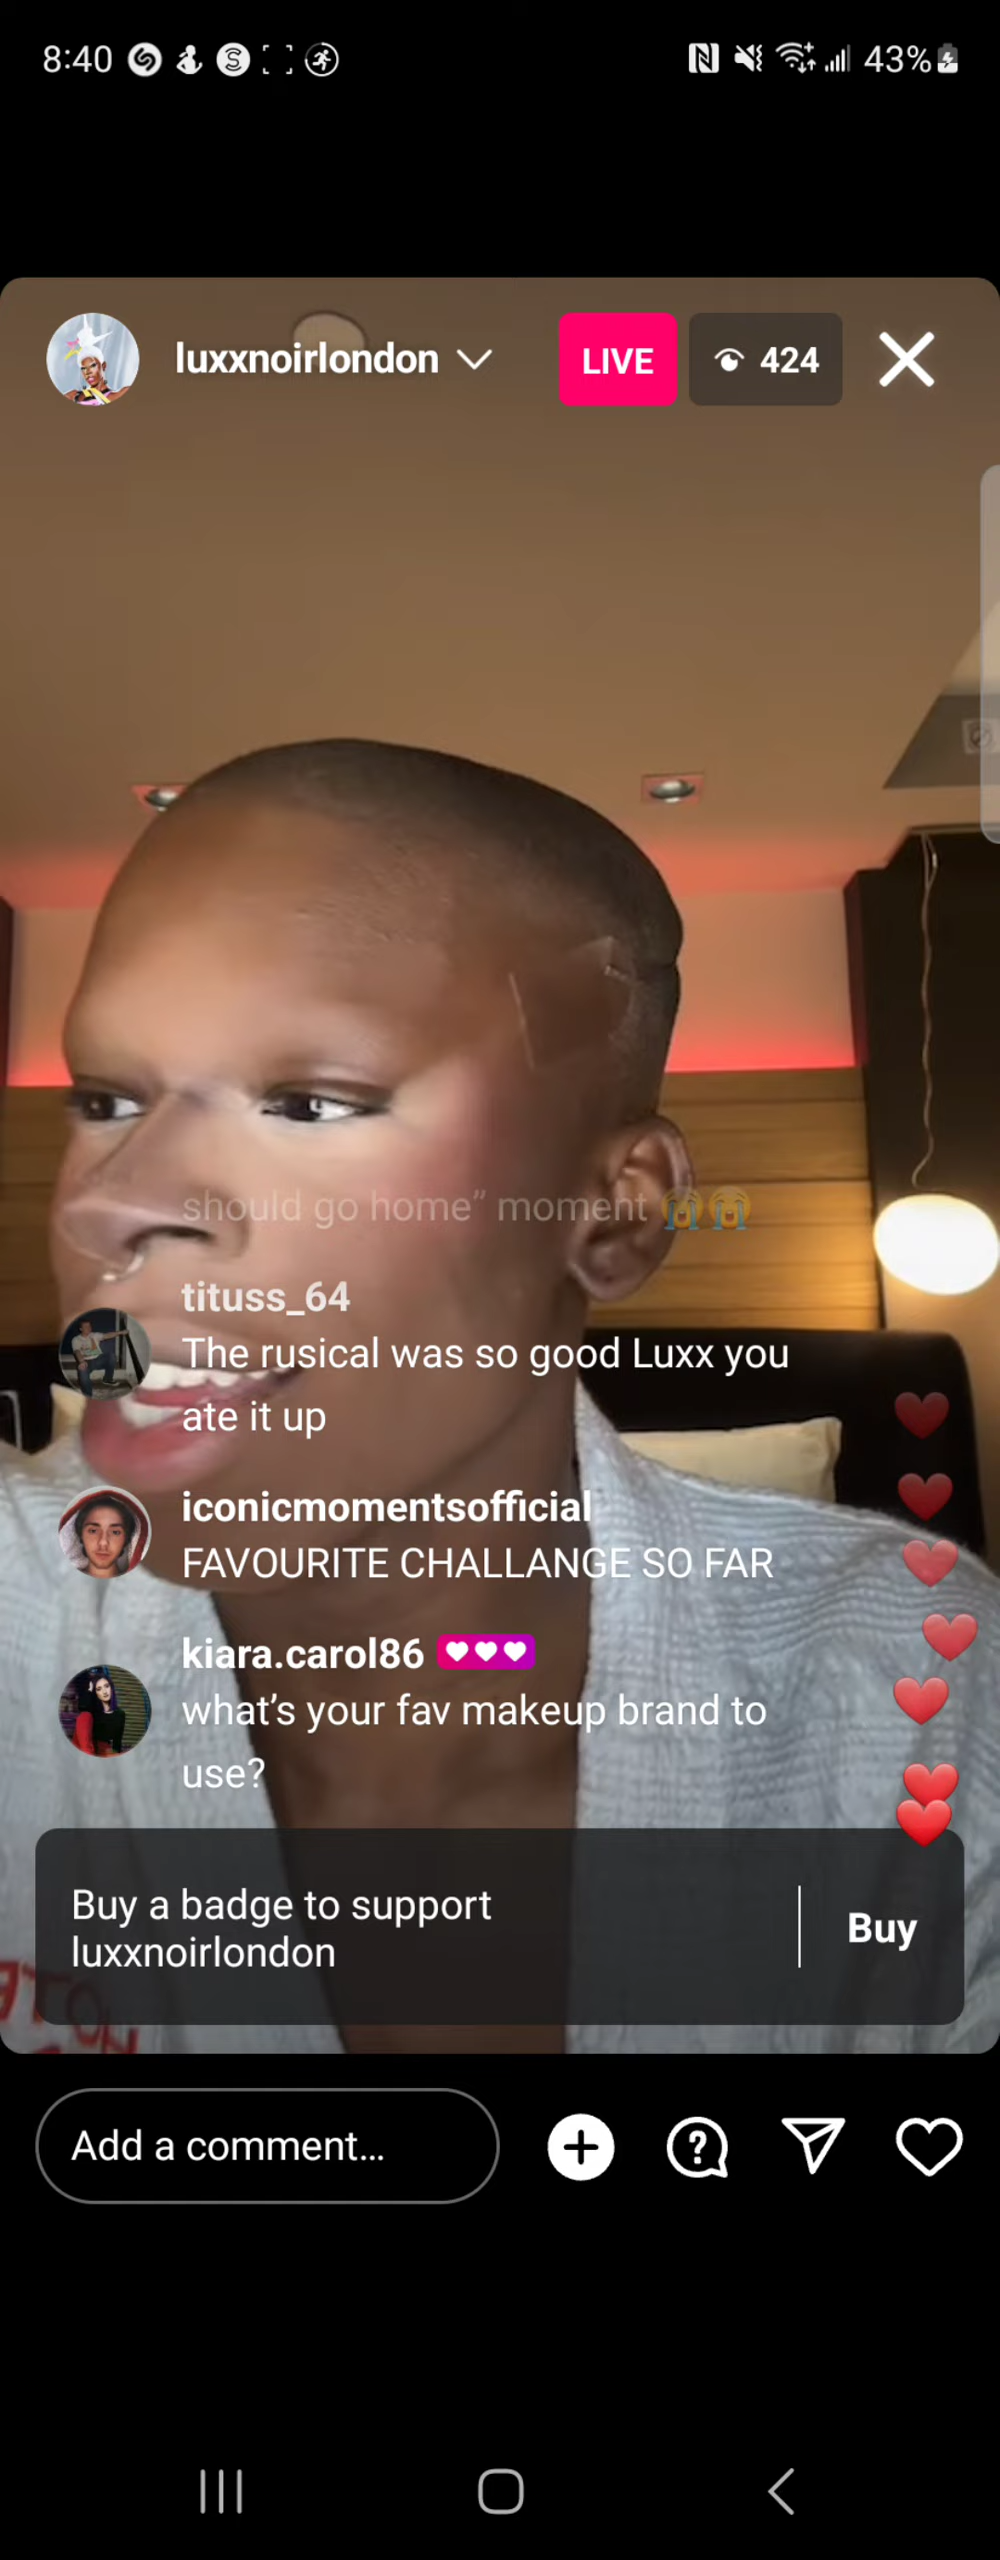 8:40
43%
luxxnoirlondon
LIVE
424
should go home” moment 😭😭
tituss_64
The rusical was so good Luxx you
ate it up
iconicmomentsofficial
FAVOURITE CHALLANGE SO FAR
kiara.carol86
what’s your fav makeup brand to
use?
Buy a badge to support
luxxnoirlondon
Buy
Add a comment...